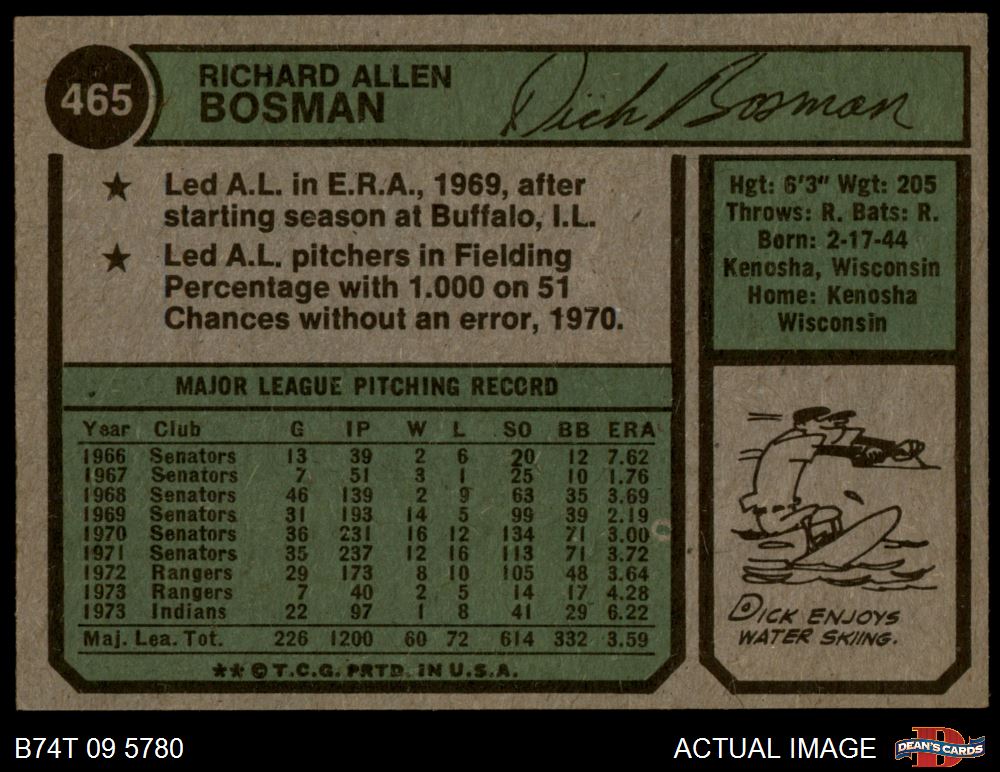 465
RICHARD ALLEN
BOSMAN
Dick Bosman
★ Led A.L. in E.R.A., 1969, after
starting season at Buffalo, I.L.
★ Led A.L. pitchers in Fielding
Percentage with 1.000 on 51
Chances without an error, 1970.
Hgt: 6'3" Wgt: 205
Throws: R. Bats: R.
Born: 2-17-44
Kenosha, Wisconsin
Home: Kenosha
Wisconsin
MAJOR LEAGUE PITCHING RECORD
Year Club G IP W L SO BB ERA
1966 Senators 13 39 2 6 20 12 7.62
1967 Senators 7 51 3 1 25 10 1.76
1968 Senators 46 139 2 9 63 35 3.69
1969 Senators 31 193 14 5 99 39 2.19
1970 Senators 36 231 16 12 134 71 3.00
1971 Senators 35 237 12 16 113 71 3.72
1972 Rangers 29 173 8 10 105 48 3.64
1973 Rangers 7 40 2 5 14 17 4.28
1973 Indians 22 97 1 8 41 29 6.22
Maj. Lea. Tot. 226 1200 60 72 614 332 3.59
★★ © T.C.G. PRTD. IN U.S.A.
DICK ENJOYS
WATER SKIING.
B74T 09 5780
ACTUAL IMAGE
DEAN'S CARDS